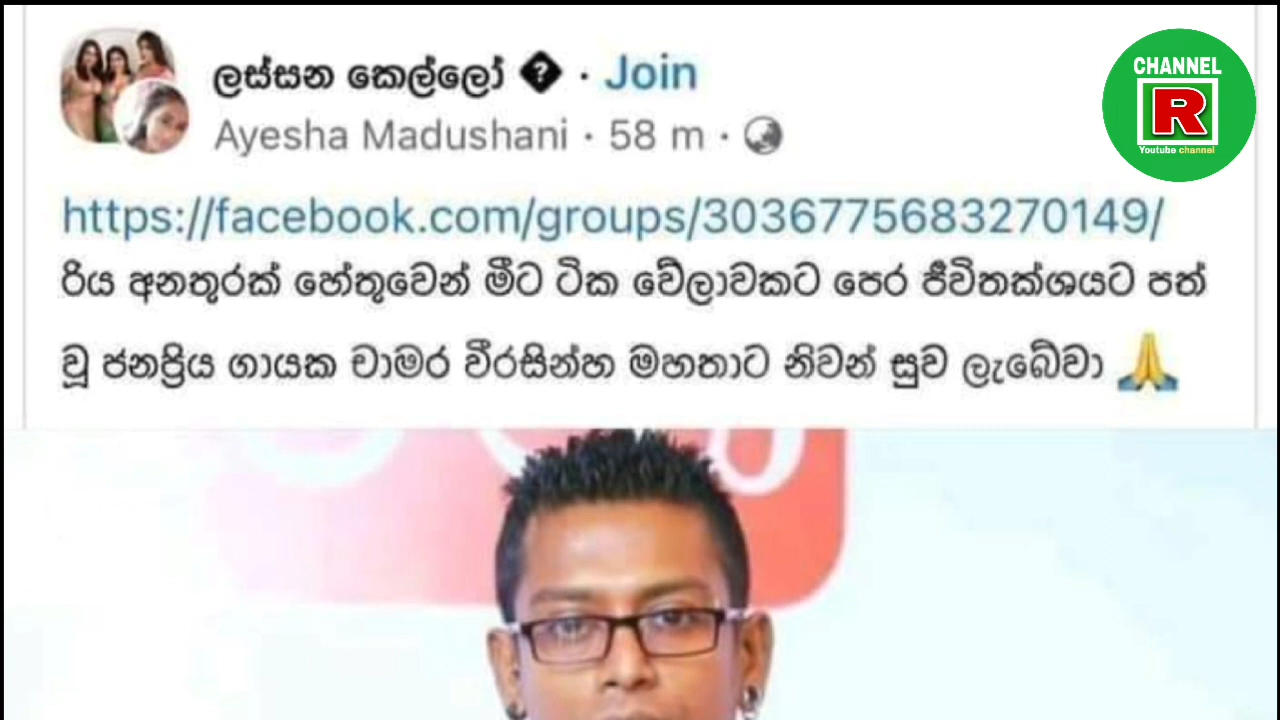 ලස්සන කෙල්ලෝ � · Join
Ayesha Madushani · 58 m ·
https://facebook.com/groups/3036775683270149/
රිය අනතුරක් හේතුවෙන් මීට ටික වේලාවකට පෙර ජීවිතක්ශයට පත්
වූ ජනප්‍රිය ගායක චාමර වීරසින්හ මහතාට නිවන් සුව ලැබේවා 🙏
CHANNEL
R
Youtube channel